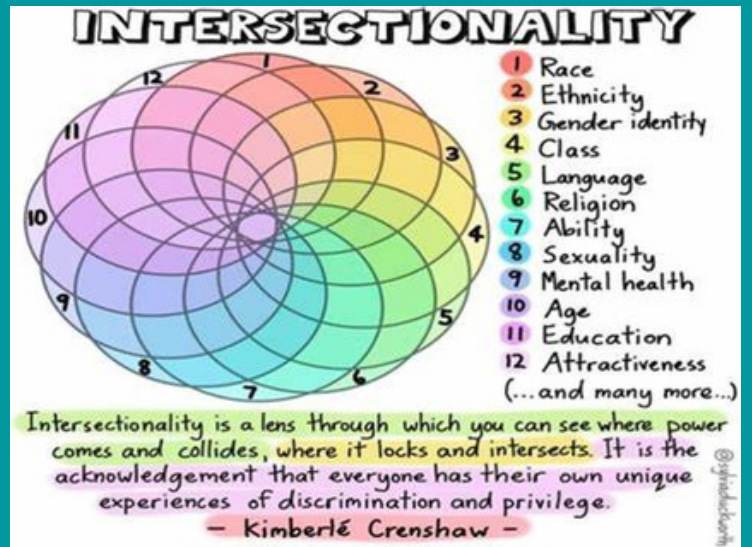 INTERSECTIONALITY
1
2
3
4
5
6
7
8
9
10
11
12
1 Race
2 Ethnicity
3 Gender identity
4 Class
5 Language
6 Religion
7 Ability
8 Sexuality
9 Mental health
10 Age
11 Education
12 Attractiveness
(...and many more...)
Intersectionality is a lens through which you can see where power
comes and collides, where it locks and intersects. It is the
acknowledgement that everyone has their own unique
experiences of discrimination and privilege.
– Kimberlé Crenshaw –
@sylviaduckworth